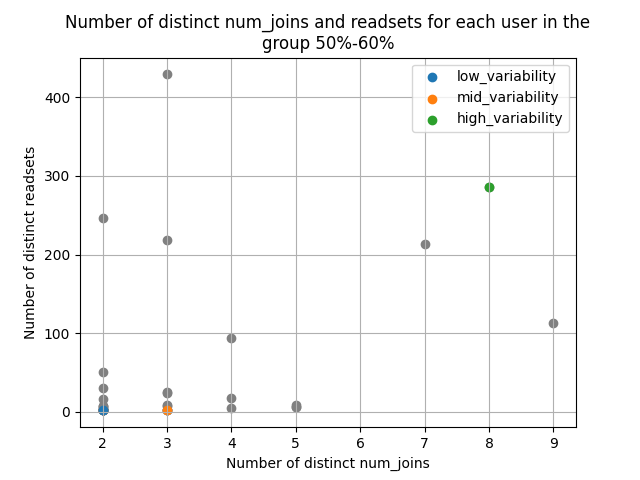 Number of distinct num_joins and readsets for each user in the
group 50%-60%
low_variability
mid_variability
high_variability
Number of distinct readsets
400
300
200
100
0
2 3 4 5 6 7 8 9
Number of distinct num_joins